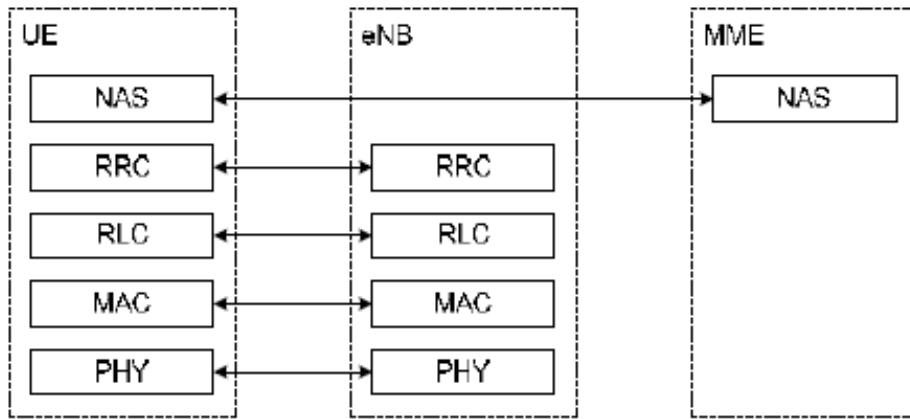 UE eNB MME
NAS NAS
RRC RRC
RLC RLC
MAC MAC
PHY PHY